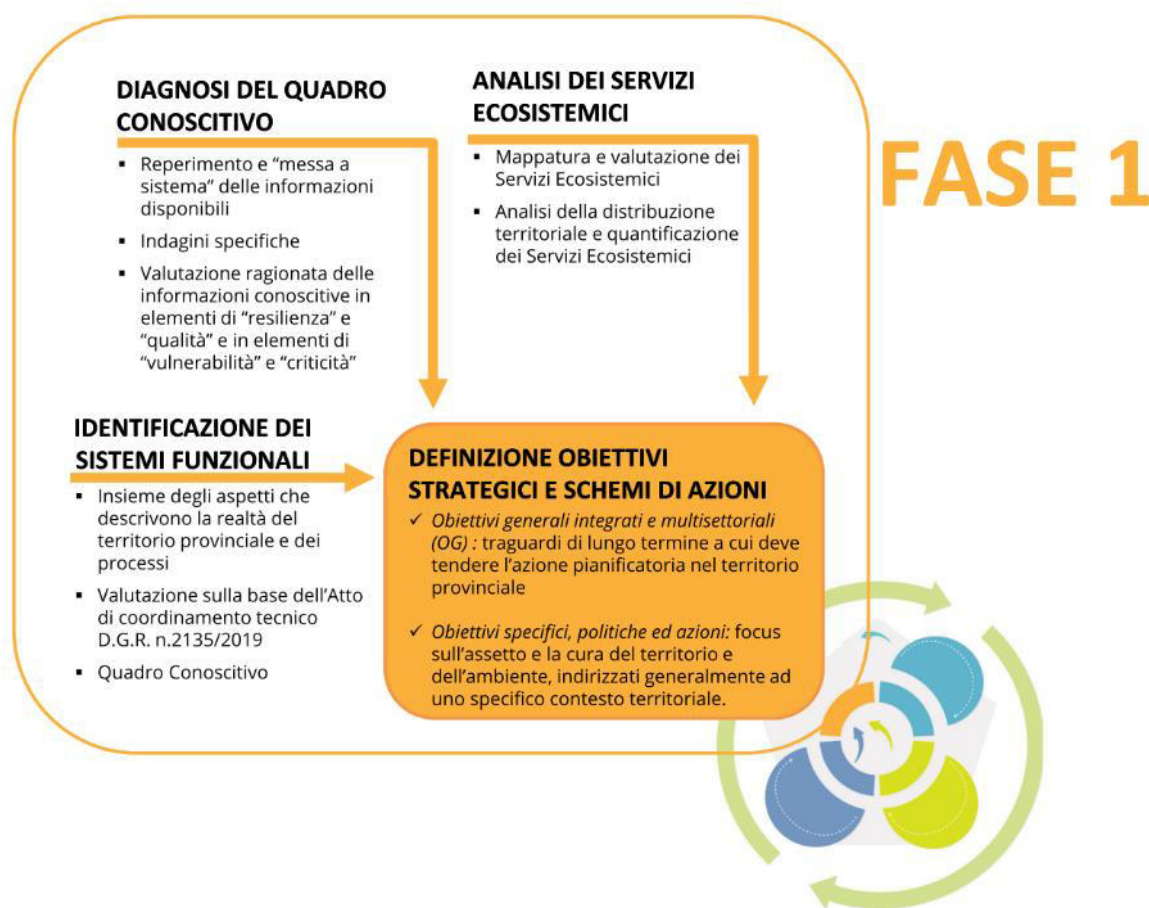 DIAGNOSI DEL QUADRO
CONOSCITIVO
▪ Reperimento e “messa a
sistema” delle informazioni
disponibili
▪ Indagini specifiche
▪ Valutazione ragionata delle
informazioni conoscitive in
elementi di “resilienza” e
“qualità” e in elementi di
“vulnerabilità” e “criticità”
ANALISI DEI SERVIZI
ECOSISTEMICI
▪ Mappatura e valutazione dei
Servizi Ecosistemici
▪ Analisi della distribuzione
territoriale e quantificazione
dei Servizi Ecosistemici
FASE 1
IDENTIFICAZIONE DEI
SISTEMI FUNZIONALI
▪ Insieme degli aspetti che
descrivono la realtà del
territorio provinciale e dei
processi
▪ Valutazione sulla base dell’Atto
di coordinamento tecnico
D.G.R. n.2135/2019
▪ Quadro Conoscitivo
DEFINIZIONE OBIETTIVI
STRATEGICI E SCHEMI DI AZIONI
✓ Obiettivi generali integrati e multisettoriali
(OG) : traguardi di lungo termine a cui deve
tendere l’azione pianificatoria nel territorio
provinciale
✓ Obiettivi specifici, politiche ed azioni: focus
sull’assetto e la cura del territorio e
dell’ambiente, indirizzati generalmente ad
uno specifico contesto territoriale.